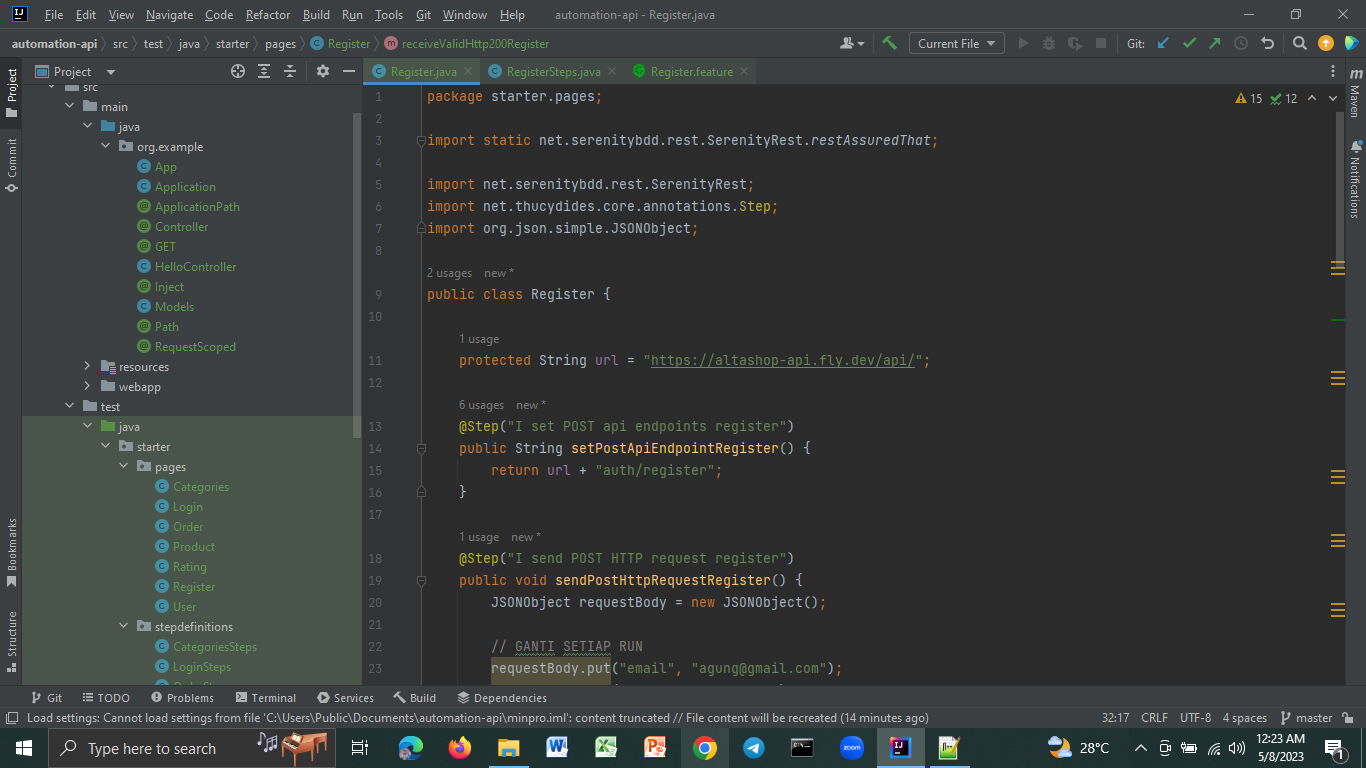 File Edit View Navigate Code Refactor Build Run Tools Git Window Help automation-api - Register.java
automation-api src test java starter pages Register receiveValidHttp200Register Current File Git:
Project
Register.java RegisterSteps.java Register.feature
src
main
java
org.example
App
Application
ApplicationPath
Controller
GET
HelloController
Inject
Models
Path
RequestScoped
resources
webapp
test
java
starter
pages
Categories
Login
Order
Product
Rating
Register
User
stepdefinitions
CategoriesSteps
LoginSteps
Project
Commit
Bookmarks
Structure
15 12
1 package starter.pages;
2
3 import static net.serenitybdd.rest.SerenityRest.restAssuredThat;
4
5 import net.serenitybdd.rest.SerenityRest;
6 import net.thucydides.core.annotations.Step;
7 import org.json.simple.JSONObject;
8
2 usages new *
9 public class Register {
10
1 usage
11 protected String url = "https://altashop-api.fly.dev/api/";
12
6 usages new *
13 @Step("I set POST api endpoints register")
14 public String setPostApiEndpointRegister() {
15 return url + "auth/register";
16 }
17
1 usage new *
18 @Step("I send POST HTTP request register")
19 public void sendPostHttpRequestRegister() {
20 JSONObject requestBody = new JSONObject();
21
22 // GANTI SETIAP RUN
23 requestBody.put("email", "agung@gmail.com");
m
Maven
Notifications
Git TODO Problems Terminal Services Build Dependencies
Load settings: Cannot load settings from file 'C:\Users\Public\Documents\automation-api\minpro.iml': content truncated // File content will be recreated (14 minutes ago) 32:17 CRLF UTF-8 4 spaces master
Type here to search
zoom
28°C
12:23 AM
5/8/2023
1